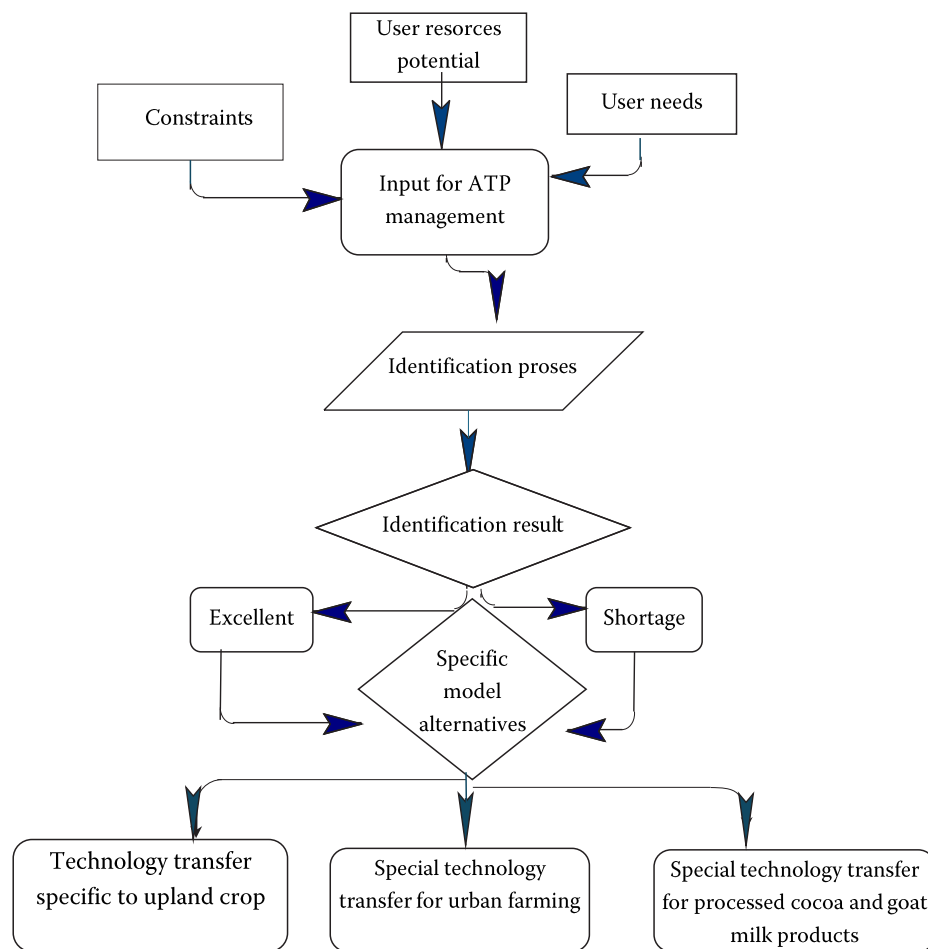 User resorces
potential
Constraints
User needs
Input for ATP
management
Identification proses
Identification result
Excellent
Shortage
Specific
model
alternatives
Technology transfer
specific to upland crop
Special technology
transfer for urban farming
Special technology transfer
for processed cocoa and goat
milk products